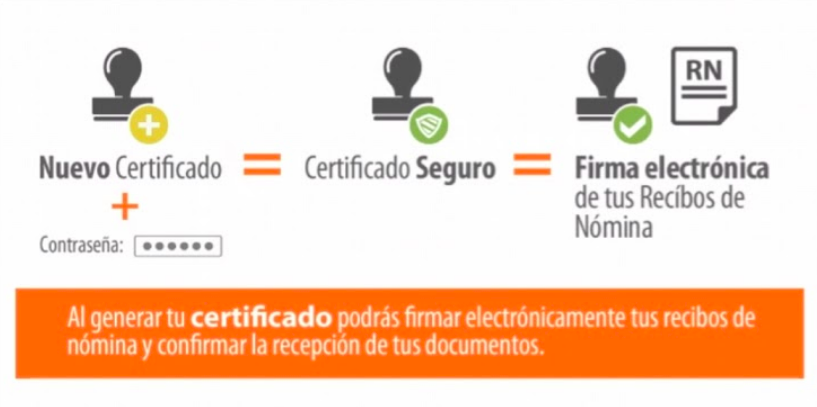 RN
Nuevo Certificado = Certificado Seguro = Firma electrónica
de tus Recíbos de
Nómina
+
Contraseña: ••••••
Al generar tu certificado podrás firmar electrónicamente tus recibos de
nómina y confirmar la recepción de tus documentos.